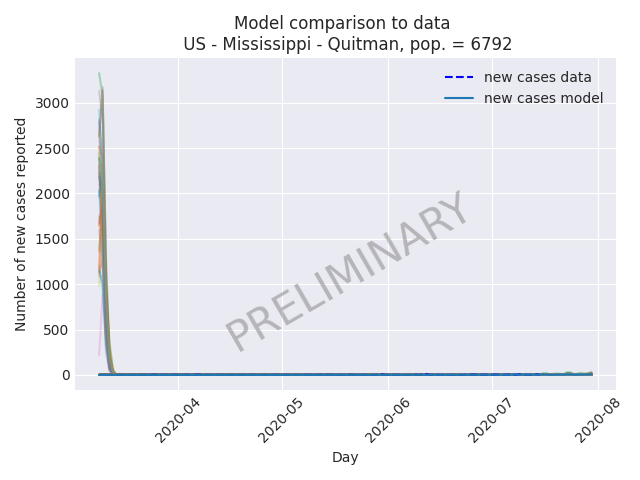 Model comparison to data
US - Mississippi - Quitman, pop. = 6792
new cases data
new cases model
Number of new cases reported
3000
2500
2000
1500
1000
500
0
PRELIMINARY
2020-04
2020-05
2020-06
2020-07
2020-08
Day